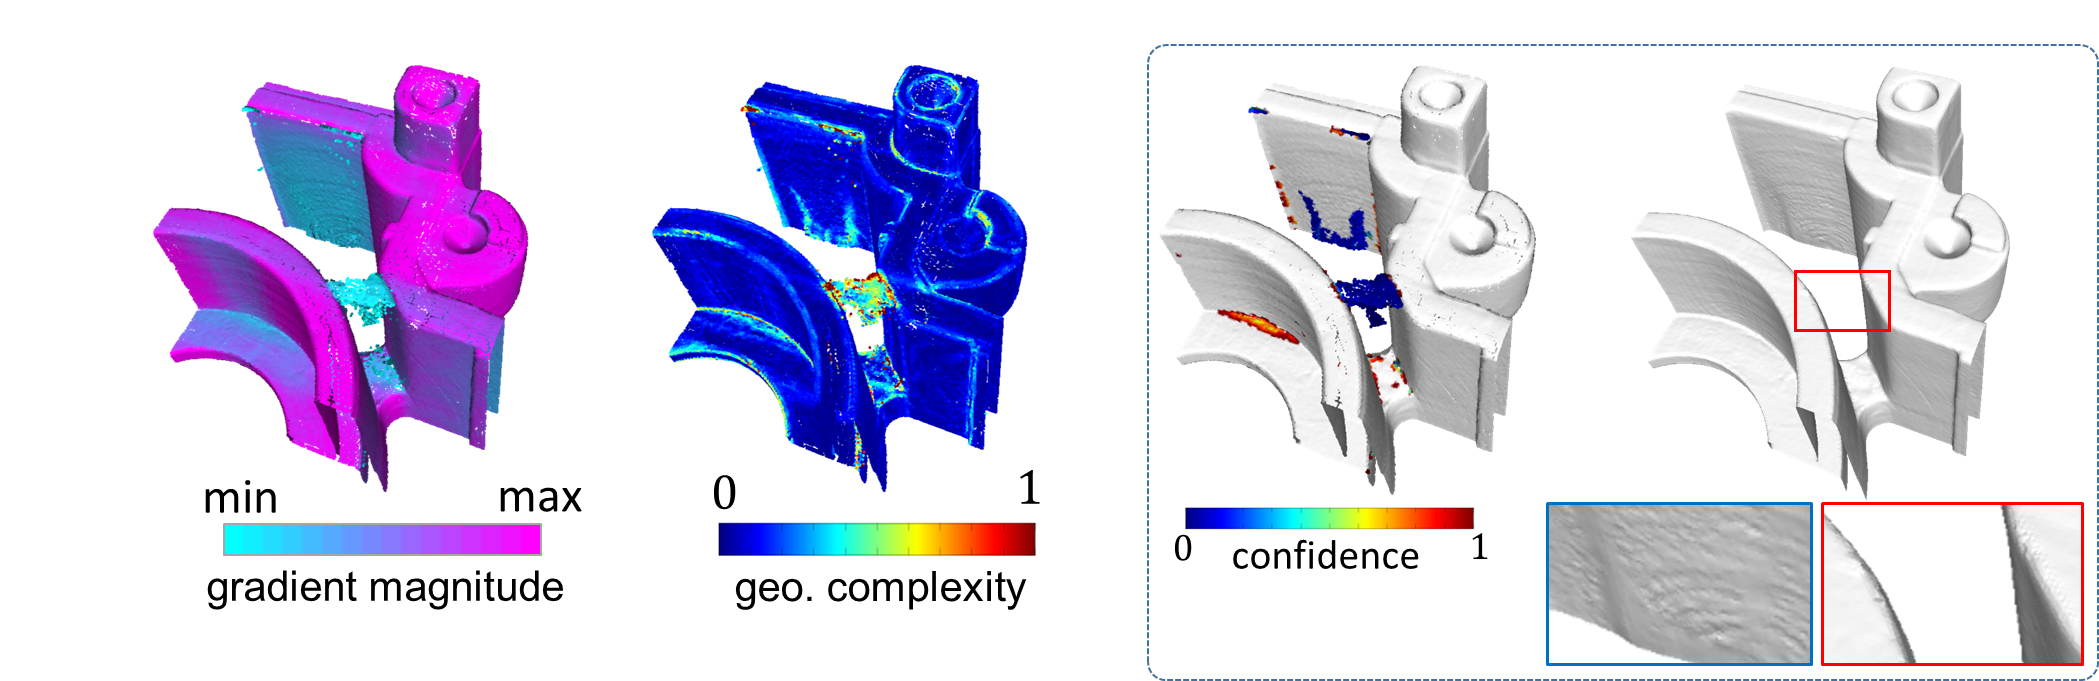 min max
gradient magnitude
0 1
geo. complexity
0 1
confidence